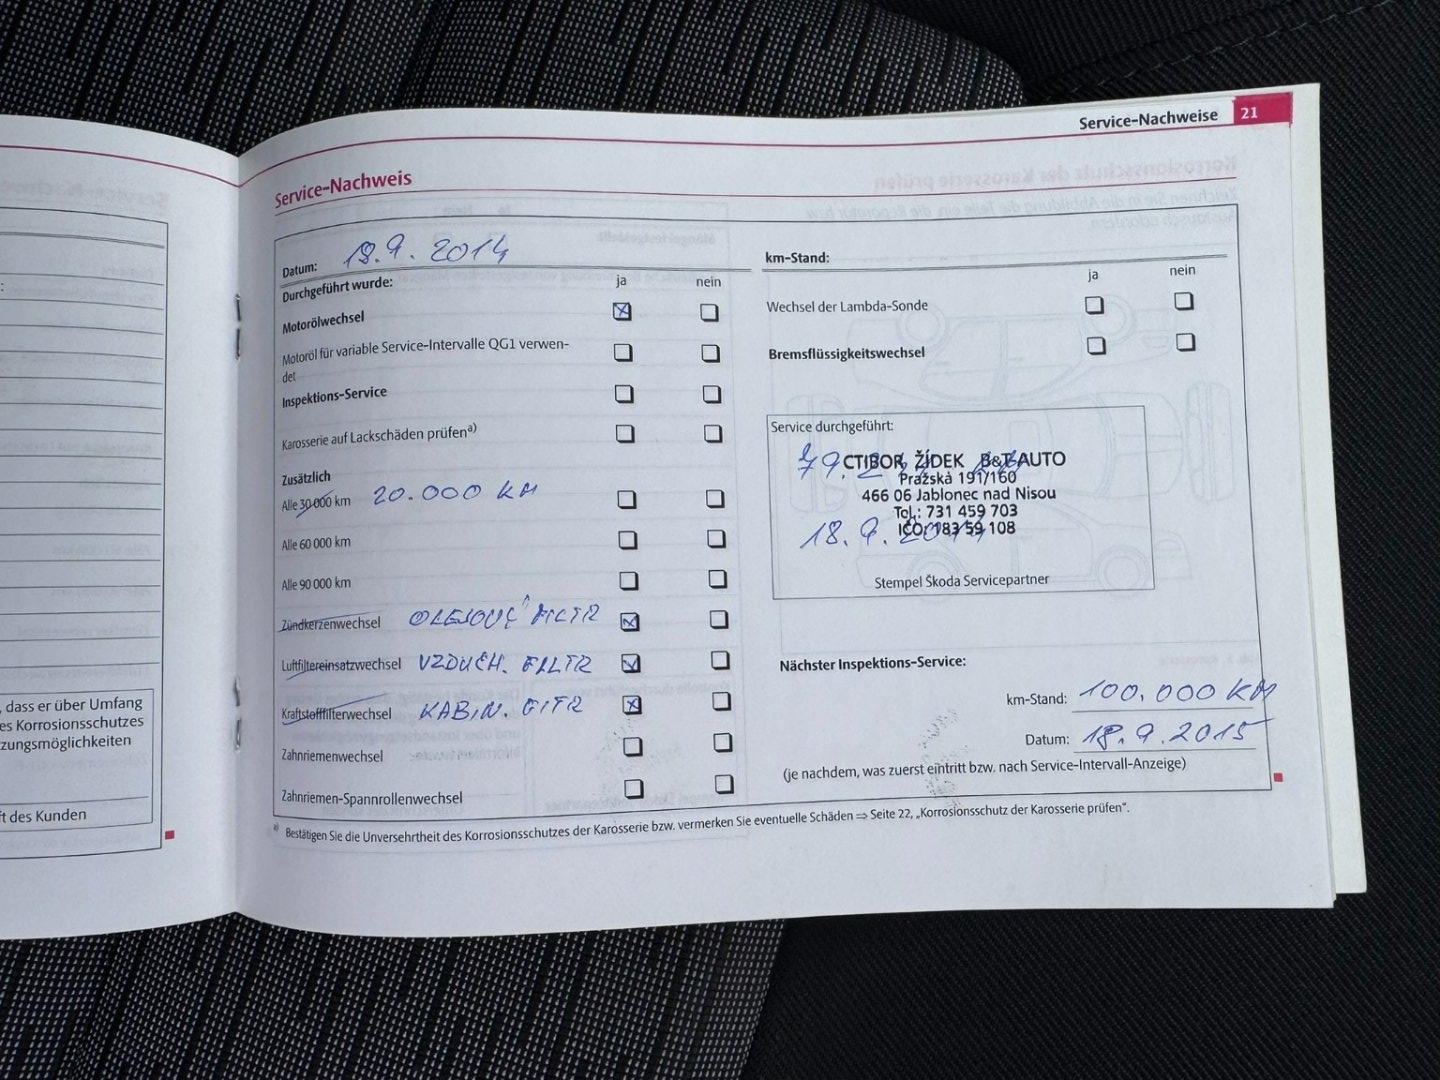 Service-Nachweise 21
Service-Nachweis
Datum: 18.9.2014
km-Stand:
Durchgeführt wurde:
ja nein
Motorölwechsel
Motoröl für variable Service-Intervalle QG1 verwen-
det
Inspektions-Service
Karosserie auf Lackschäden prüfen a)
Zusätzlich
Alle 30 000 km 20.000 KM
Alle 60 000 km
Alle 90 000 km
Zündkerzenwechsel OLEJOVÝ FILTR
Luftfiltereinsatzwechsel VZDUCH. FILTR
Kraftstofffilterwechsel KABIN. FITR
Zahnriemenwechsel
Zahnriemen-Spannrollenwechsel
ja nein
Wechsel der Lambda-Sonde
Bremsflüssigkeitswechsel
Service durchgeführt:
CTIBOR ŽÍDEK B&T AUTO
Pražská 191/160
466 06 Jablonec nad Nisou
Tel.: 731 459 703
IČO: 183 59 108
18.9.2014
Stempel Škoda Servicepartner
Nächster Inspektions-Service:
km-Stand: 100.000 KM
Datum: 18.9.2015
(je nachdem, was zuerst eintritt bzw. nach Service-Intervall-Anzeige)
a) Bestätigen Sie die Unversehrtheit des Korrosionsschutzes der Karosserie bzw. vermerken Sie eventuelle Schäden ⇒ Seite 22, „Korrosionsschutz der Karosserie prüfen“.
:
, dass er über Umfang
es Korrosionsschutzes
zungsmöglichkeiten
ft des Kunden